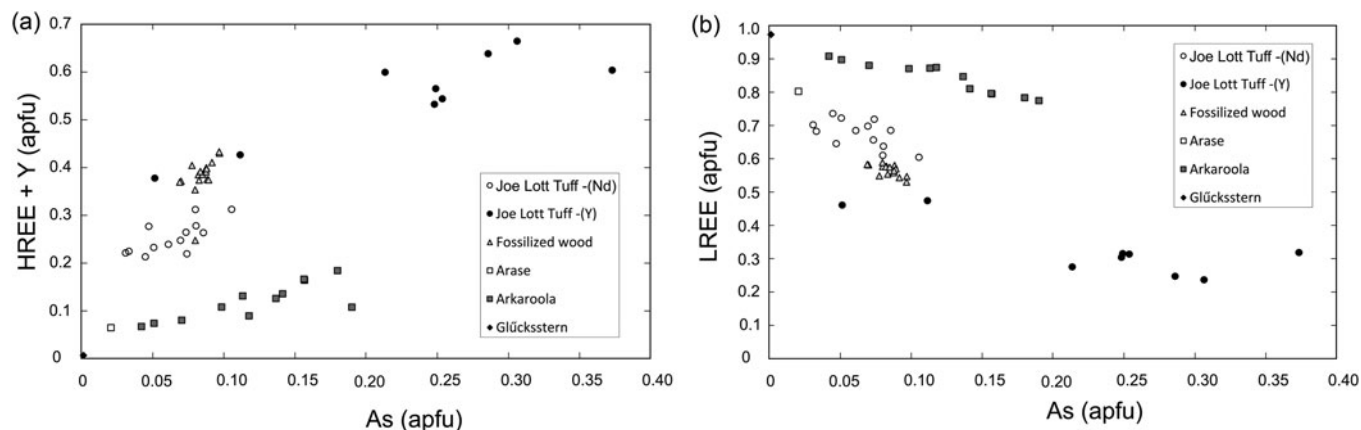 (a)
HREE + Y (apfu)
0.7
0.6
0.5
0.4
0.3
0.2
0.1
0
0
0.05
0.10
0.15
0.20
0.25
0.30
0.35
0.40
As (apfu)
Joe Lott Tuff -(Nd)
Joe Lott Tuff -(Y)
Fossilized wood
Arase
Arkaroola
Glűcksstern
(b)
LREE (apfu)
1.0
0.9
0.8
0.7
0.6
0.5
0.4
0.3
0.2
0.1
0
0
0.05
0.10
0.15
0.20
0.25
0.30
0.35
0.40
As (apfu)
Joe Lott Tuff -(Nd)
Joe Lott Tuff -(Y)
Fossilized wood
Arase
Arkaroola
Glűcksstern